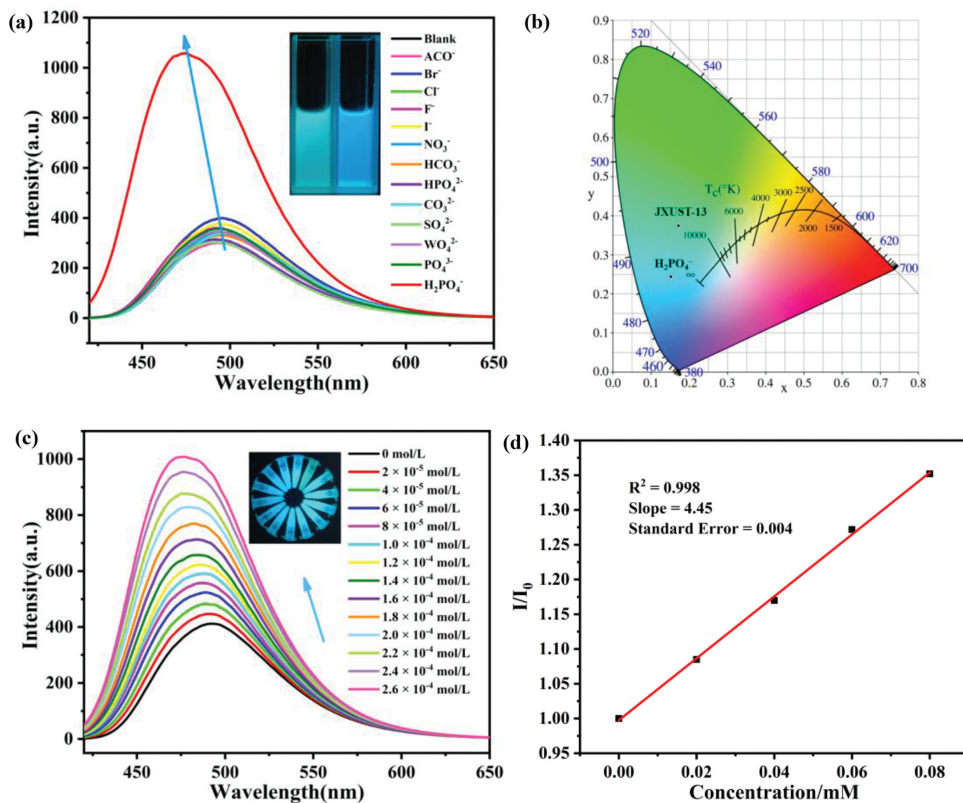 (a)
1200
1000
800
600
400
200
0
Intensity(a.u.)
450
500
550
600
650
Wavelength(nm)
Blank
ACO⁻
Br⁻
Cl⁻
F⁻
I⁻
NO₃⁻
HCO₃⁻
HPO₄²⁻
CO₃²⁻
SO₄²⁻
WO₄²⁻
PO₄³⁻
H₂PO₄⁻
(b)
0.9
0.8
0.7
0.6
0.5
y
0.4
0.3
0.2
0.1
0.0
0.0
0.1
0.2
0.3
0.4
0.5
0.6
0.7
0.8
x
520
540
560
500
580
600
620
700
490
480
470
460
380
T_C(°K)
10000
6000
4000
3000
2500
2000
1500
∞
JXUST-13
H₂PO₄⁻
(c)
1000
800
600
400
200
0
Intensity(a.u.)
450
500
550
600
650
Wavelength(nm)
0 mol/L
2 × 10⁻⁵ mol/L
4 × 10⁻⁵ mol/L
6 × 10⁻⁵ mol/L
8 × 10⁻⁵ mol/L
1.0 × 10⁻⁴ mol/L
1.2 × 10⁻⁴ mol/L
1.4 × 10⁻⁴ mol/L
1.6 × 10⁻⁴ mol/L
1.8 × 10⁻⁴ mol/L
2.0 × 10⁻⁴ mol/L
2.2 × 10⁻⁴ mol/L
2.4 × 10⁻⁴ mol/L
2.6 × 10⁻⁴ mol/L
(d)
1.40
1.35
1.30
1.25
1.20
1.15
1.10
1.05
1.00
0.95
I/I₀
R² = 0.998
Slope = 4.45
Standard Error = 0.004
0.00
0.02
0.04
0.06
0.08
Concentration/mM